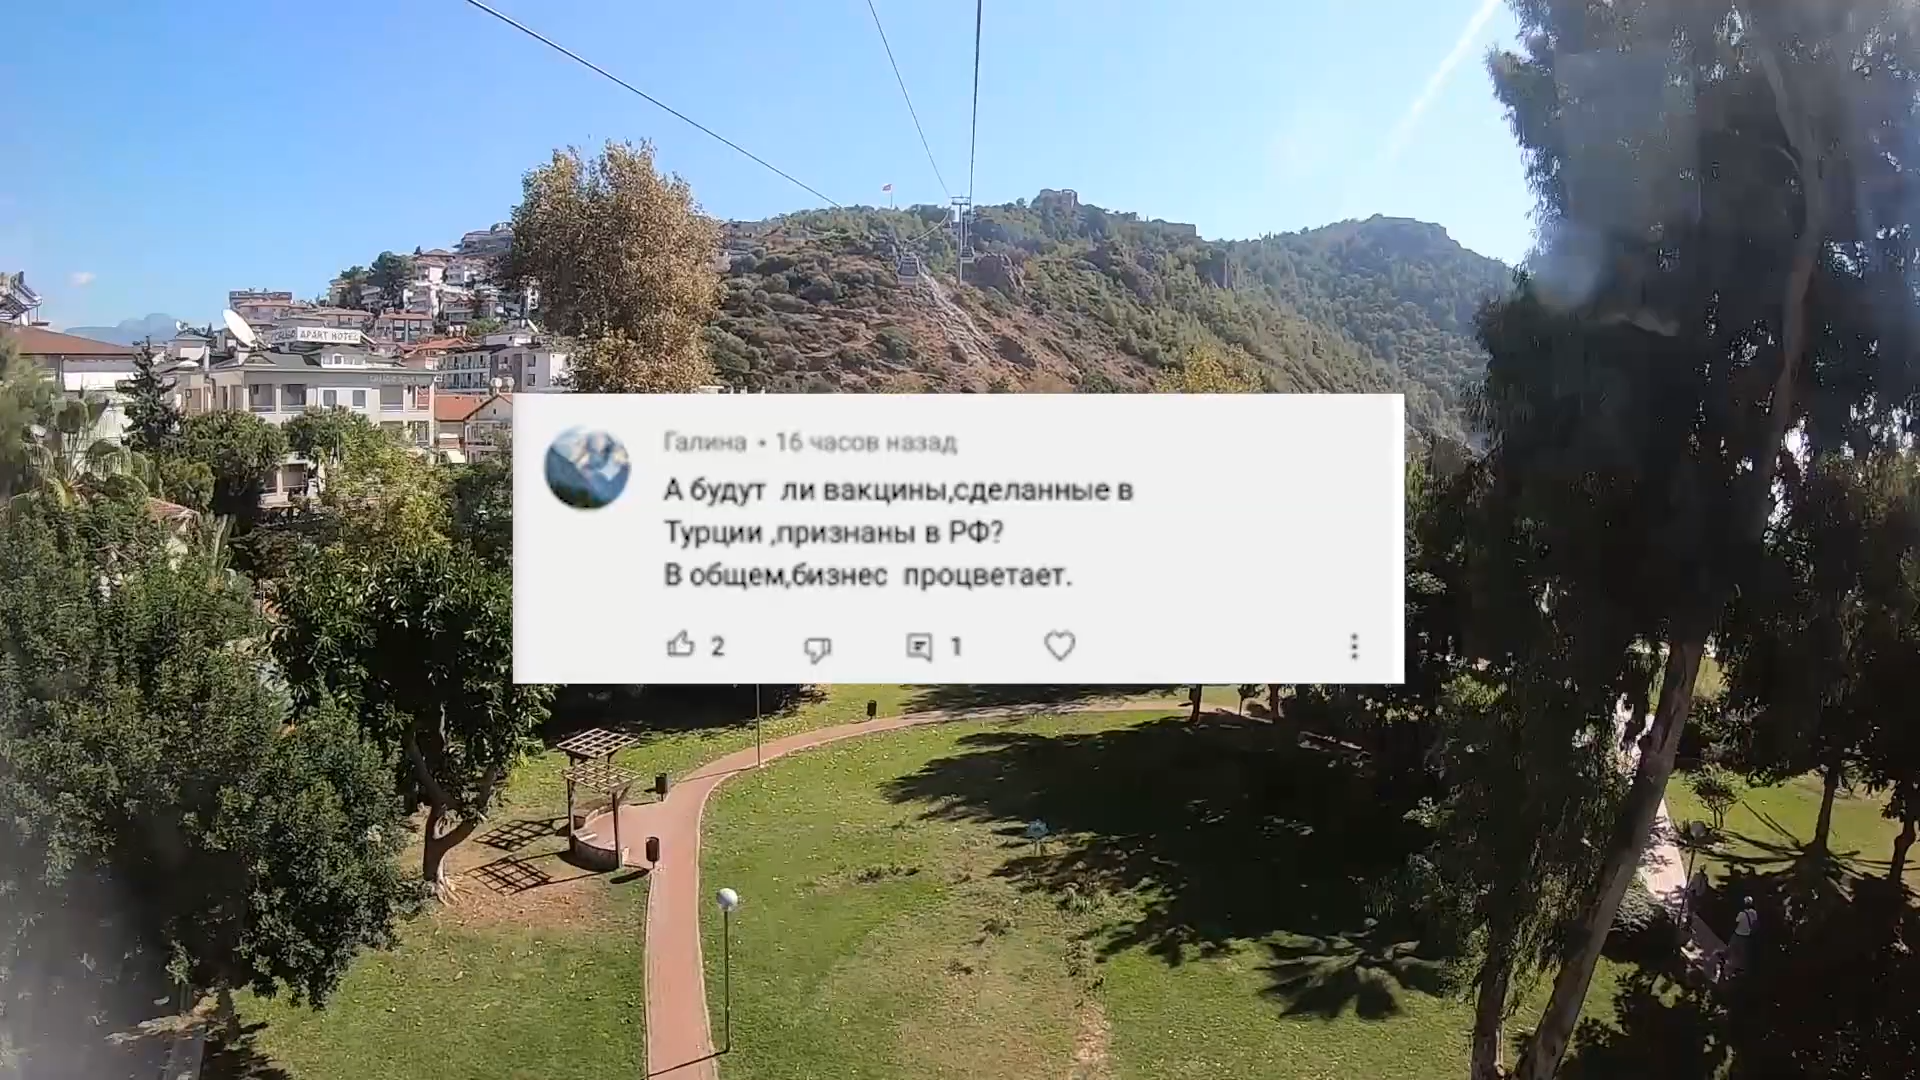 APART HOTEL
Галина • 16 часов назад
А будут ли вакцины,сделанные в
Турции ,признаны в РФ?
В общем,бизнес процветает.
2
1